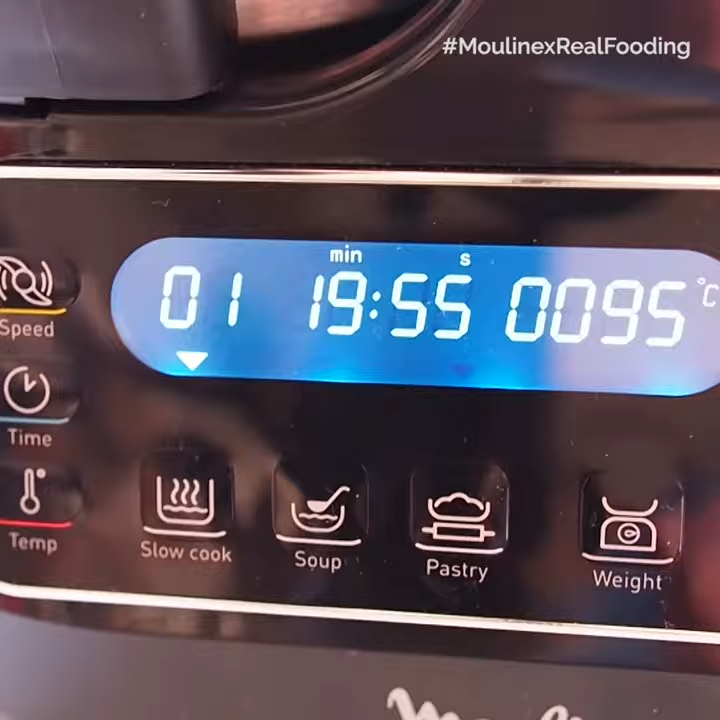 #MoulinexRealFooding
min s
01 19:55 0095 °C
Speed
Time
Temp
Slow cook
Soup
Pastry
Weight